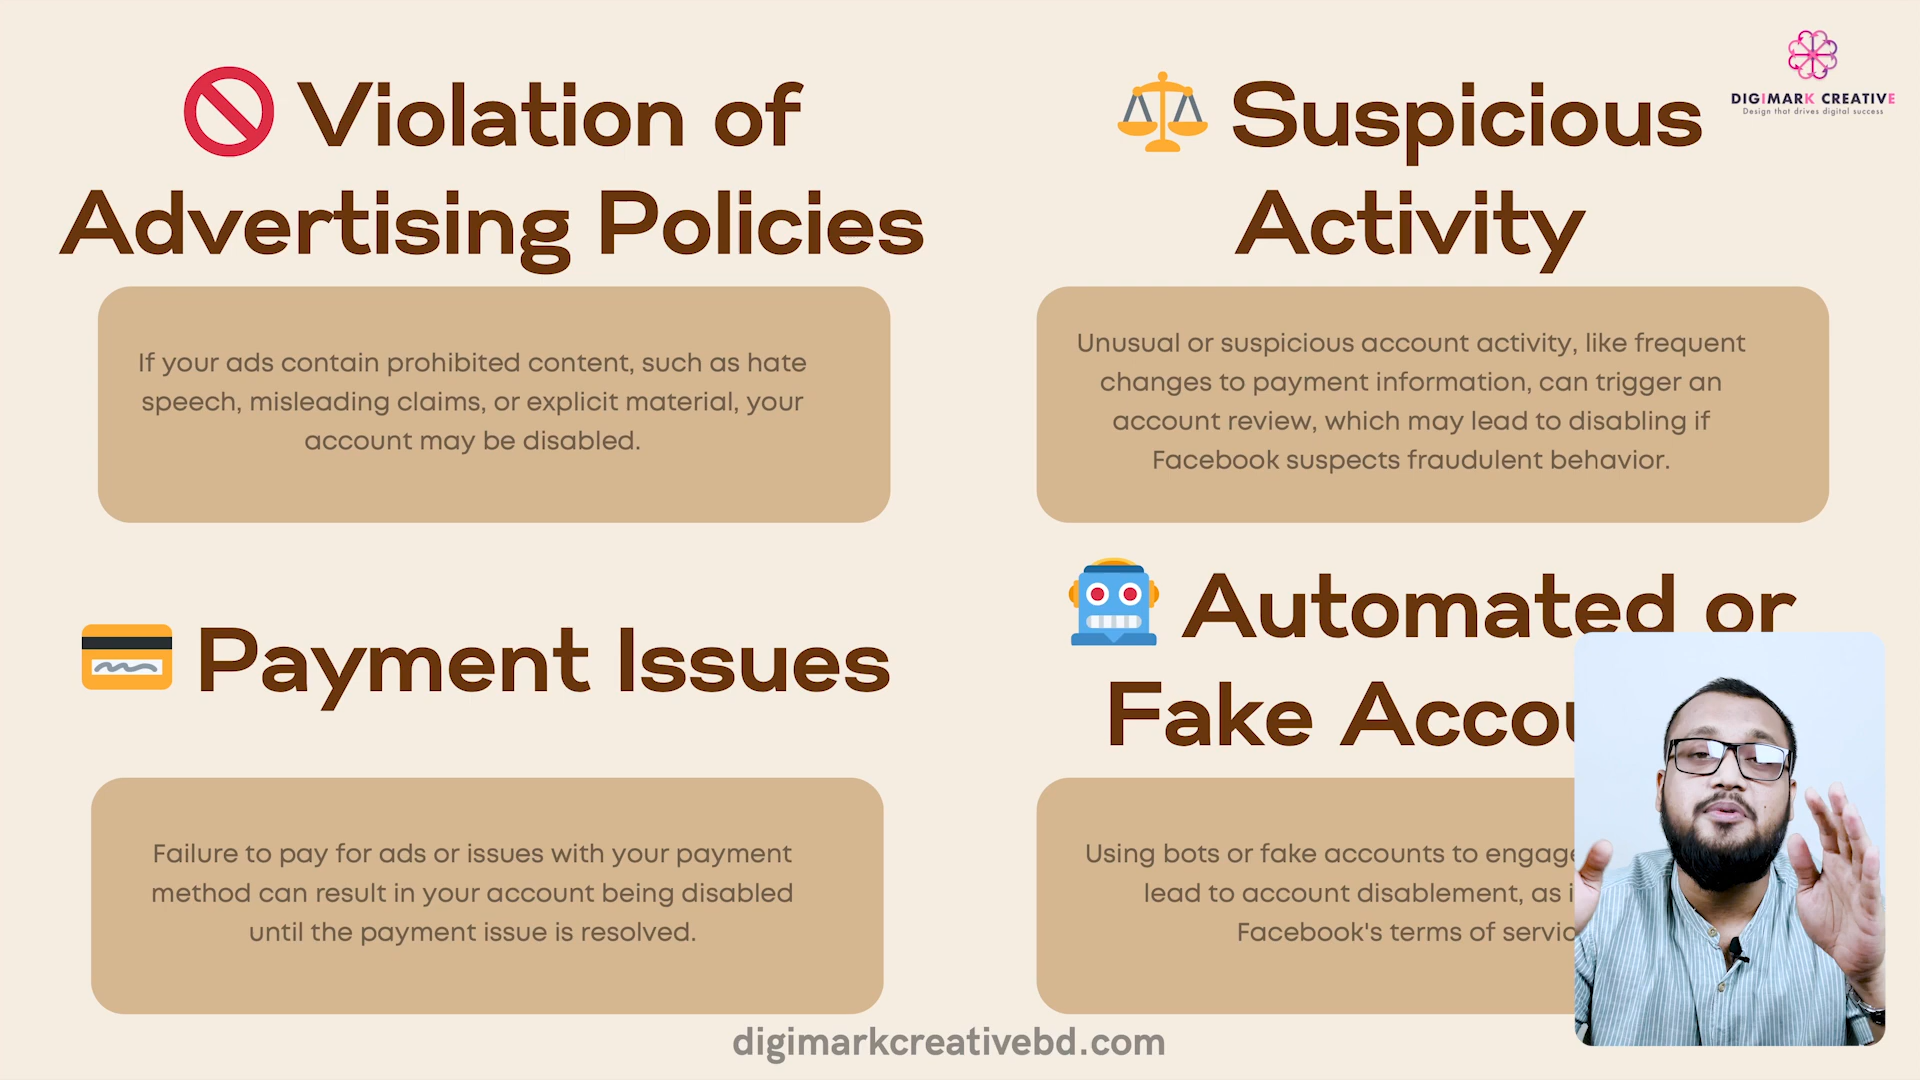 Violation of
Advertising Policies
If your ads contain prohibited content, such as hate
speech, misleading claims, or explicit material, your
account may be disabled.
Suspicious
Activity
Unusual or suspicious account activity, like frequent
changes to payment information, can trigger an
account review, which may lead to disabling if
Facebook suspects fraudulent behavior.
DIGIMARK CREATIVE
Design that drives digital success
Payment Issues
Failure to pay for ads or issues with your payment
method can result in your account being disabled
until the payment issue is resolved.
Automated or
Fake
Using bots or fake accounts to
lead to account disablement, as
Facebook's terms of
digimarkcreativebd.com